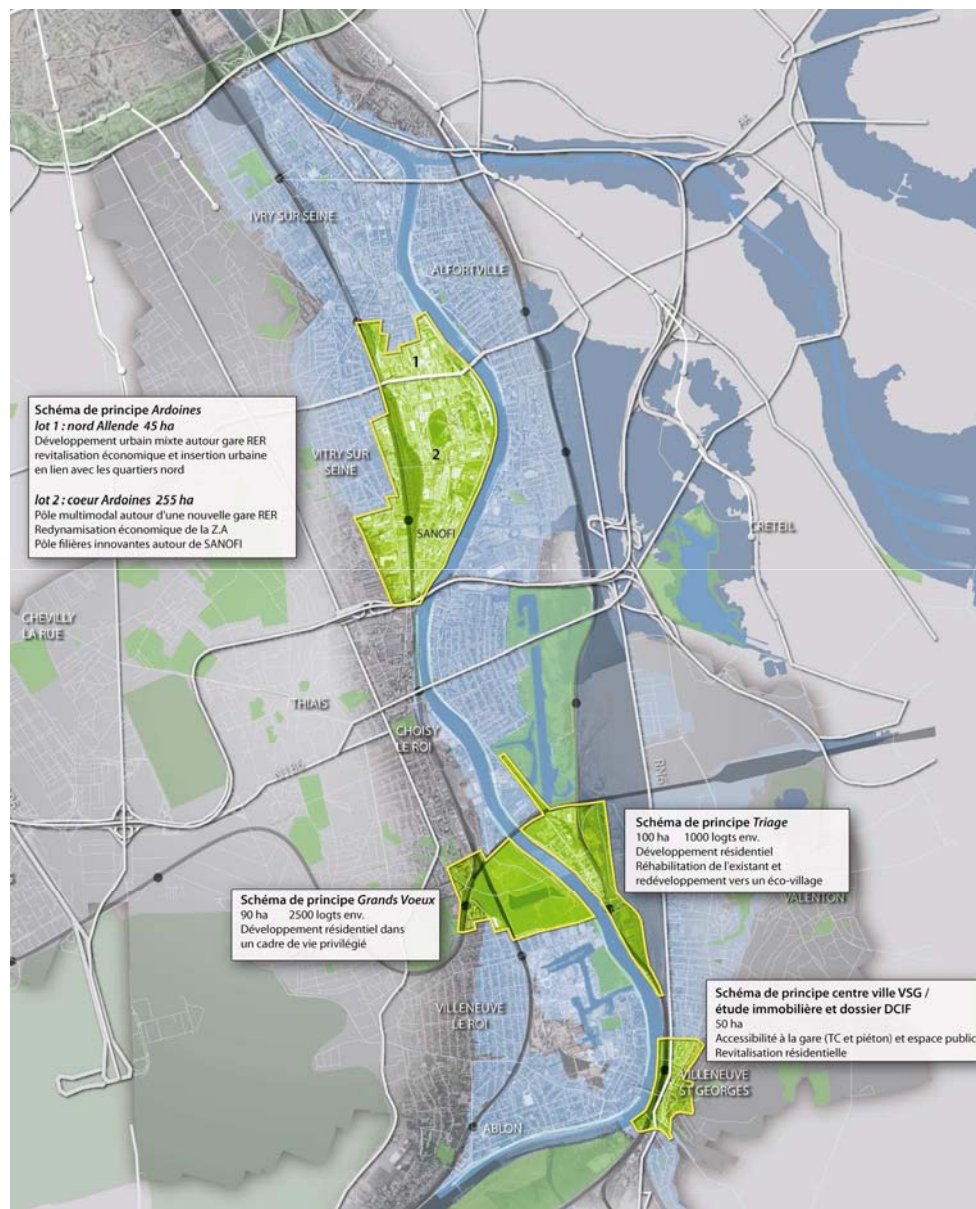 IVRY SUR SEINE
ALFORTVILLE
1
Schéma de principe Ardoines
lot 1 : nord Allende 45 ha
Développement urbain mixte autour gare RER
revitalisation économique et insertion urbaine
en lien avec les quartiers nord
lot 2 : coeur Ardoines 255 ha
Pôle multimodal autour d'une nouvelle gare RER
Redynamisation économique de la Z.A
Pôle filières innovantes autour de SANOFI
VITRY SUR
SEINE
2
SANOFI
CRETEIL
CHEVILLY
LA RUE
THIAIS
CHOISY
LE ROI
Schéma de principe Triage
100 ha 1000 logts env.
Développement résidentiel
Réhabilitation de l'existant et
redéveloppement vers un éco-village
VALENTON
Schéma de principe Grands Voeux
90 ha 2500 logts env.
Développement résidentiel dans
un cadre de vie privilégié
VILLENEUVE
LE ROI
Schéma de principe centre ville VSG /
étude immobilière et dossier DCIF
50 ha
Accessibilité à la gare (TC et piéton) et espace public
Revitalisation résidentielle
VILLENEUVE
ST GEORGES
ABLON